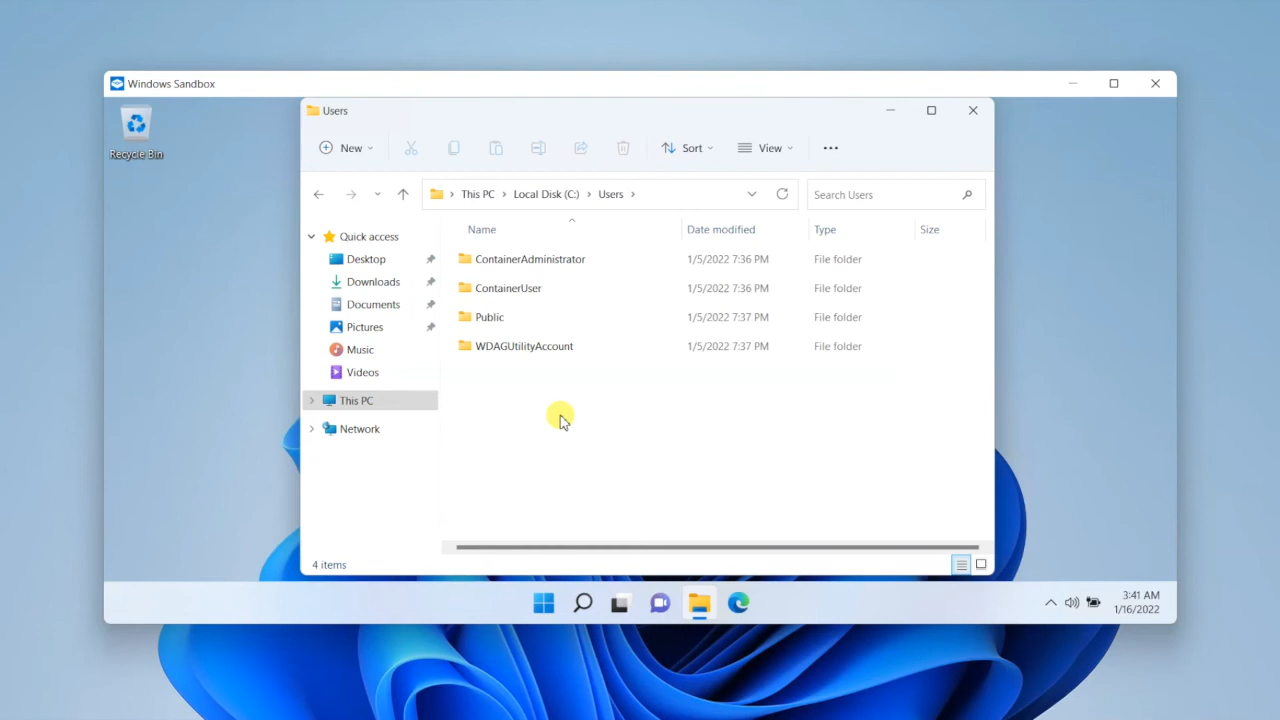 Windows Sandbox
Recycle Bin
Users
New
Sort
View
This PC
Local Disk (C:)
Users
Search Users
Name
Date modified
Type
Size
Quick access
Desktop
Downloads
Documents
Pictures
Music
Videos
This PC
Network
ContainerAdministrator 1/5/2022 7:36 PM File folder
ContainerUser 1/5/2022 7:36 PM File folder
Public 1/5/2022 7:37 PM File folder
WDAGUtilityAccount 1/5/2022 7:37 PM File folder
4 items
3:41 AM
1/16/2022